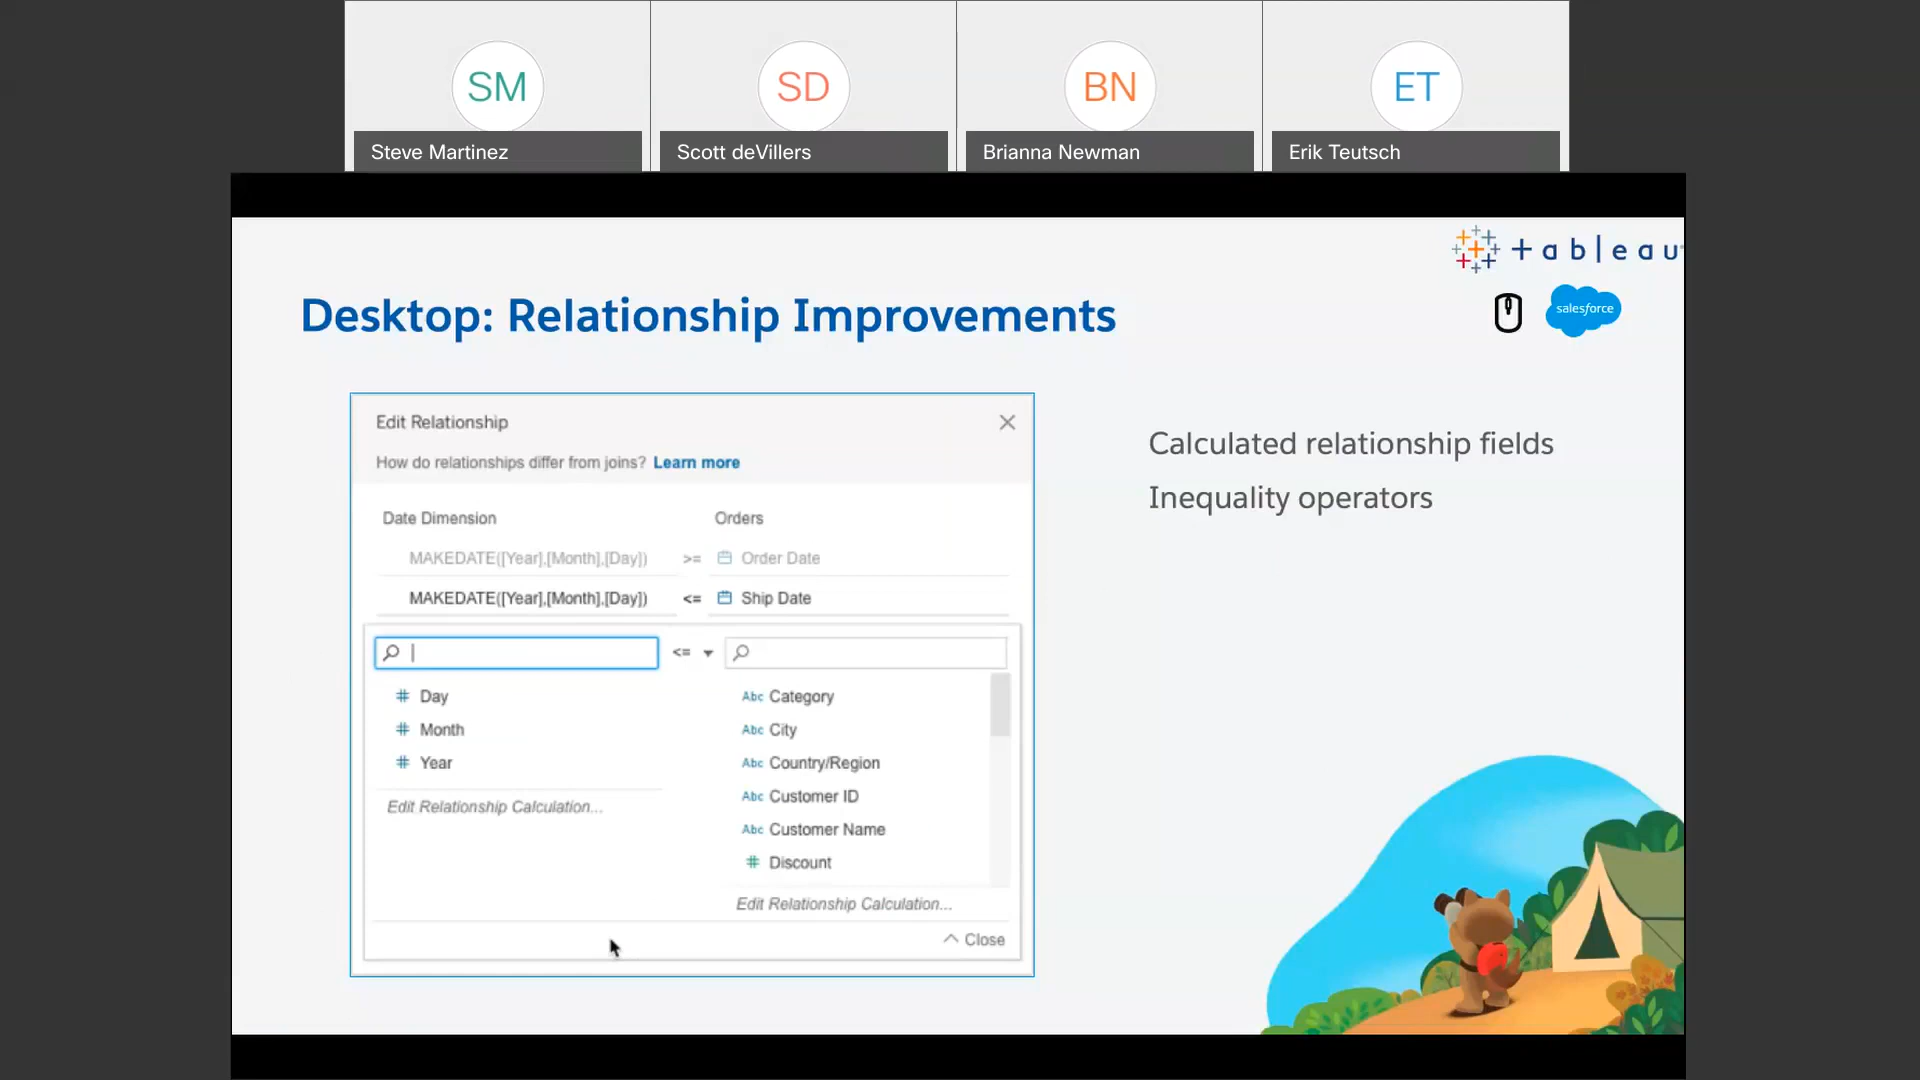 SM
SD
BN
ET
Steve Martinez
Scott deVillers
Brianna Newman
Erik Teutsch
+ a b | e a u
salesforce
Desktop: Relationship Improvements
Edit Relationship
How do relationships differ from joins? Learn more
Date Dimension Orders
MAKEDATE([Year],[Month],[Day]) >= Order Date
MAKEDATE([Year],[Month],[Day]) <= Ship Date
<=
# Day
# Month
# Year
Edit Relationship Calculation...
Abc Category
Abc City
Abc Country/Region
Abc Customer ID
Abc Customer Name
# Discount
Edit Relationship Calculation...
Close
Calculated relationship fields
Inequality operators